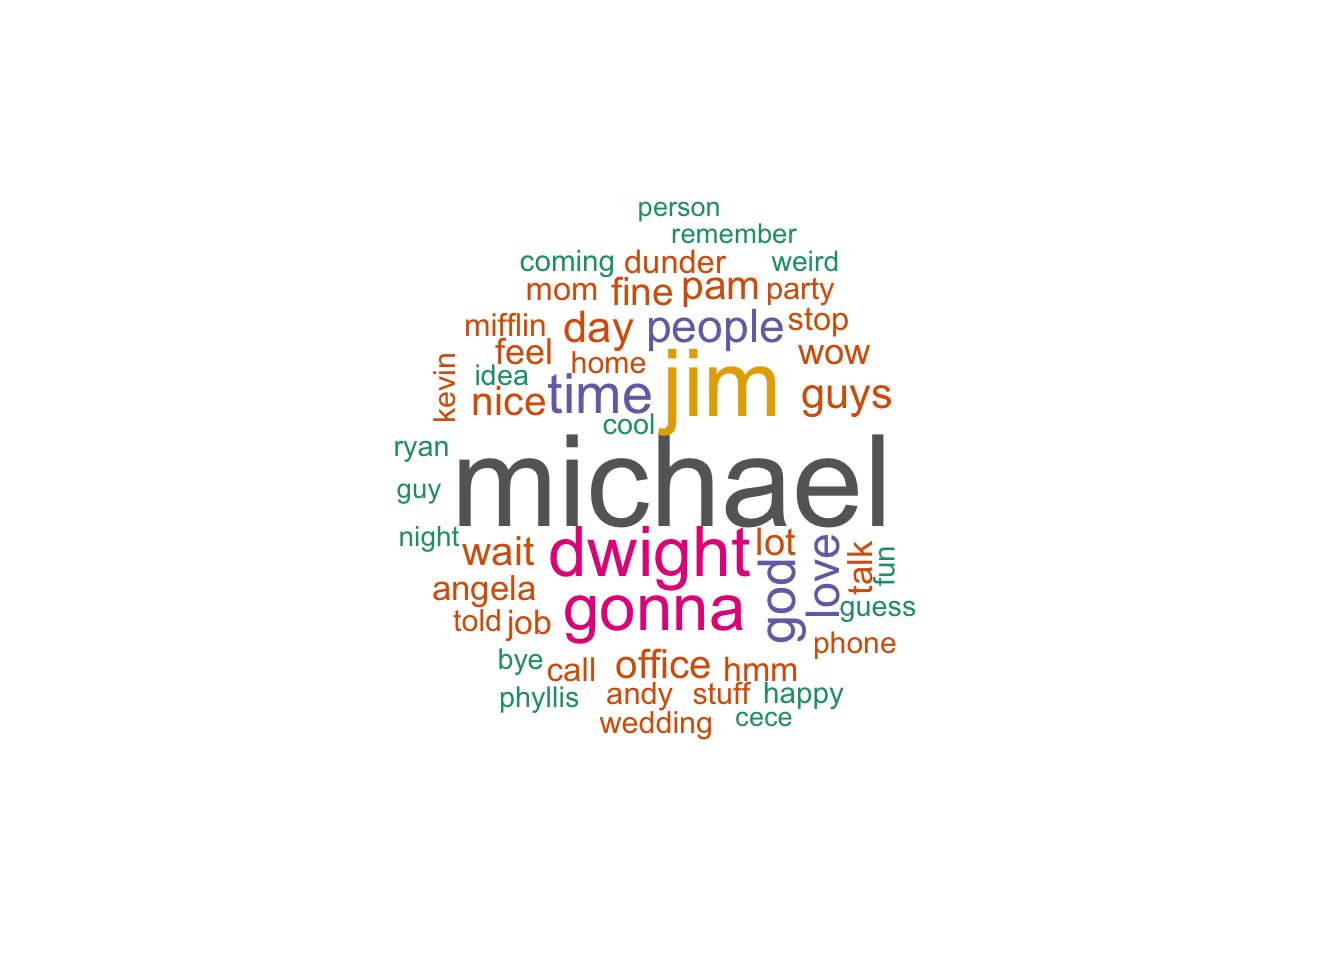 person
remember
coming dunder weird
mom fine pam party
mifflin day people stop
feel home wow
kevin idea nice time jim guys
cool
ryan michael
guy
night wait dwight lot god love talk fun
angela gonna guess
told job phone
bye call office hmm
phyllis andy stuff happy
wedding cece